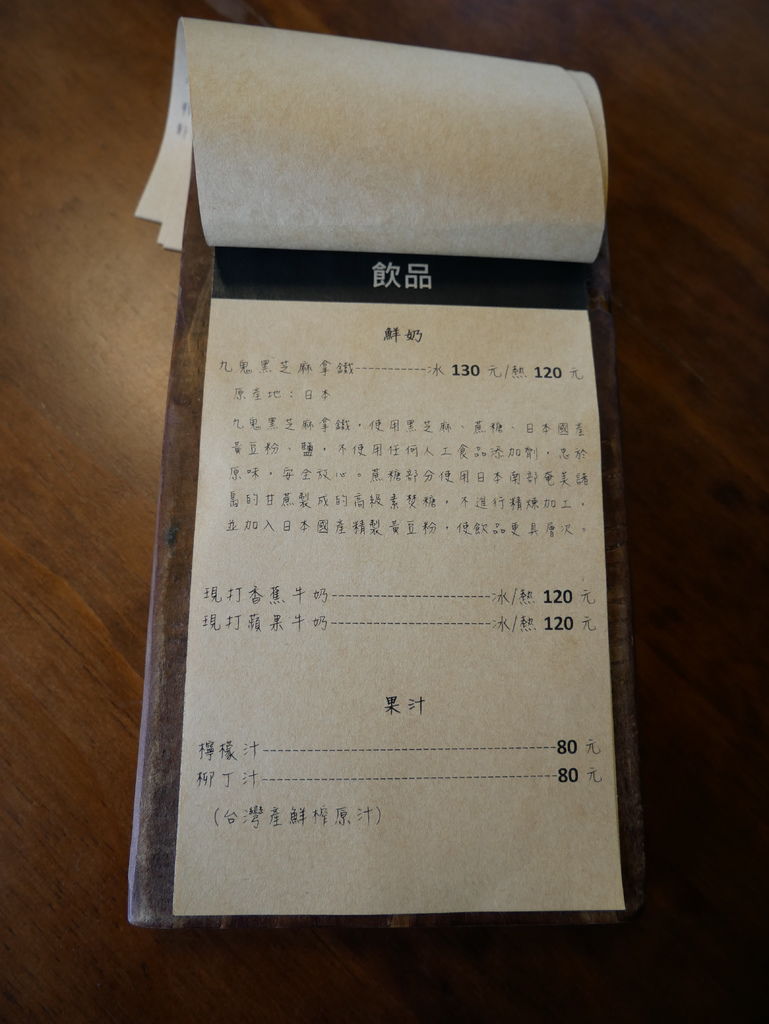 飲品
鮮奶
九鬼黑芝麻拿鐵-----------冰 130 元/熱 120 元
原産地：日本
九鬼黑芝麻拿鐵，使用黑芝麻、蔗糖、日本國產
黃豆粉、鹽，不使用任何人工食品添加劑，忠於
原味，安全放心。蔗糖部分使用日本南部奄美諸
島的甘蔗製成的高級素焚糖，不進行精煉加工，
並加入日本國產精製黃豆粉，使飲品更具層次。
現打香蕉牛奶-------------------------冰/熱 120 元
現打蘋果牛奶-------------------------冰/熱 120 元
果汁
檸檬汁---------------------------------------------80 元
柳丁汁---------------------------------------------80 元
(台灣產鮮榨原汁)